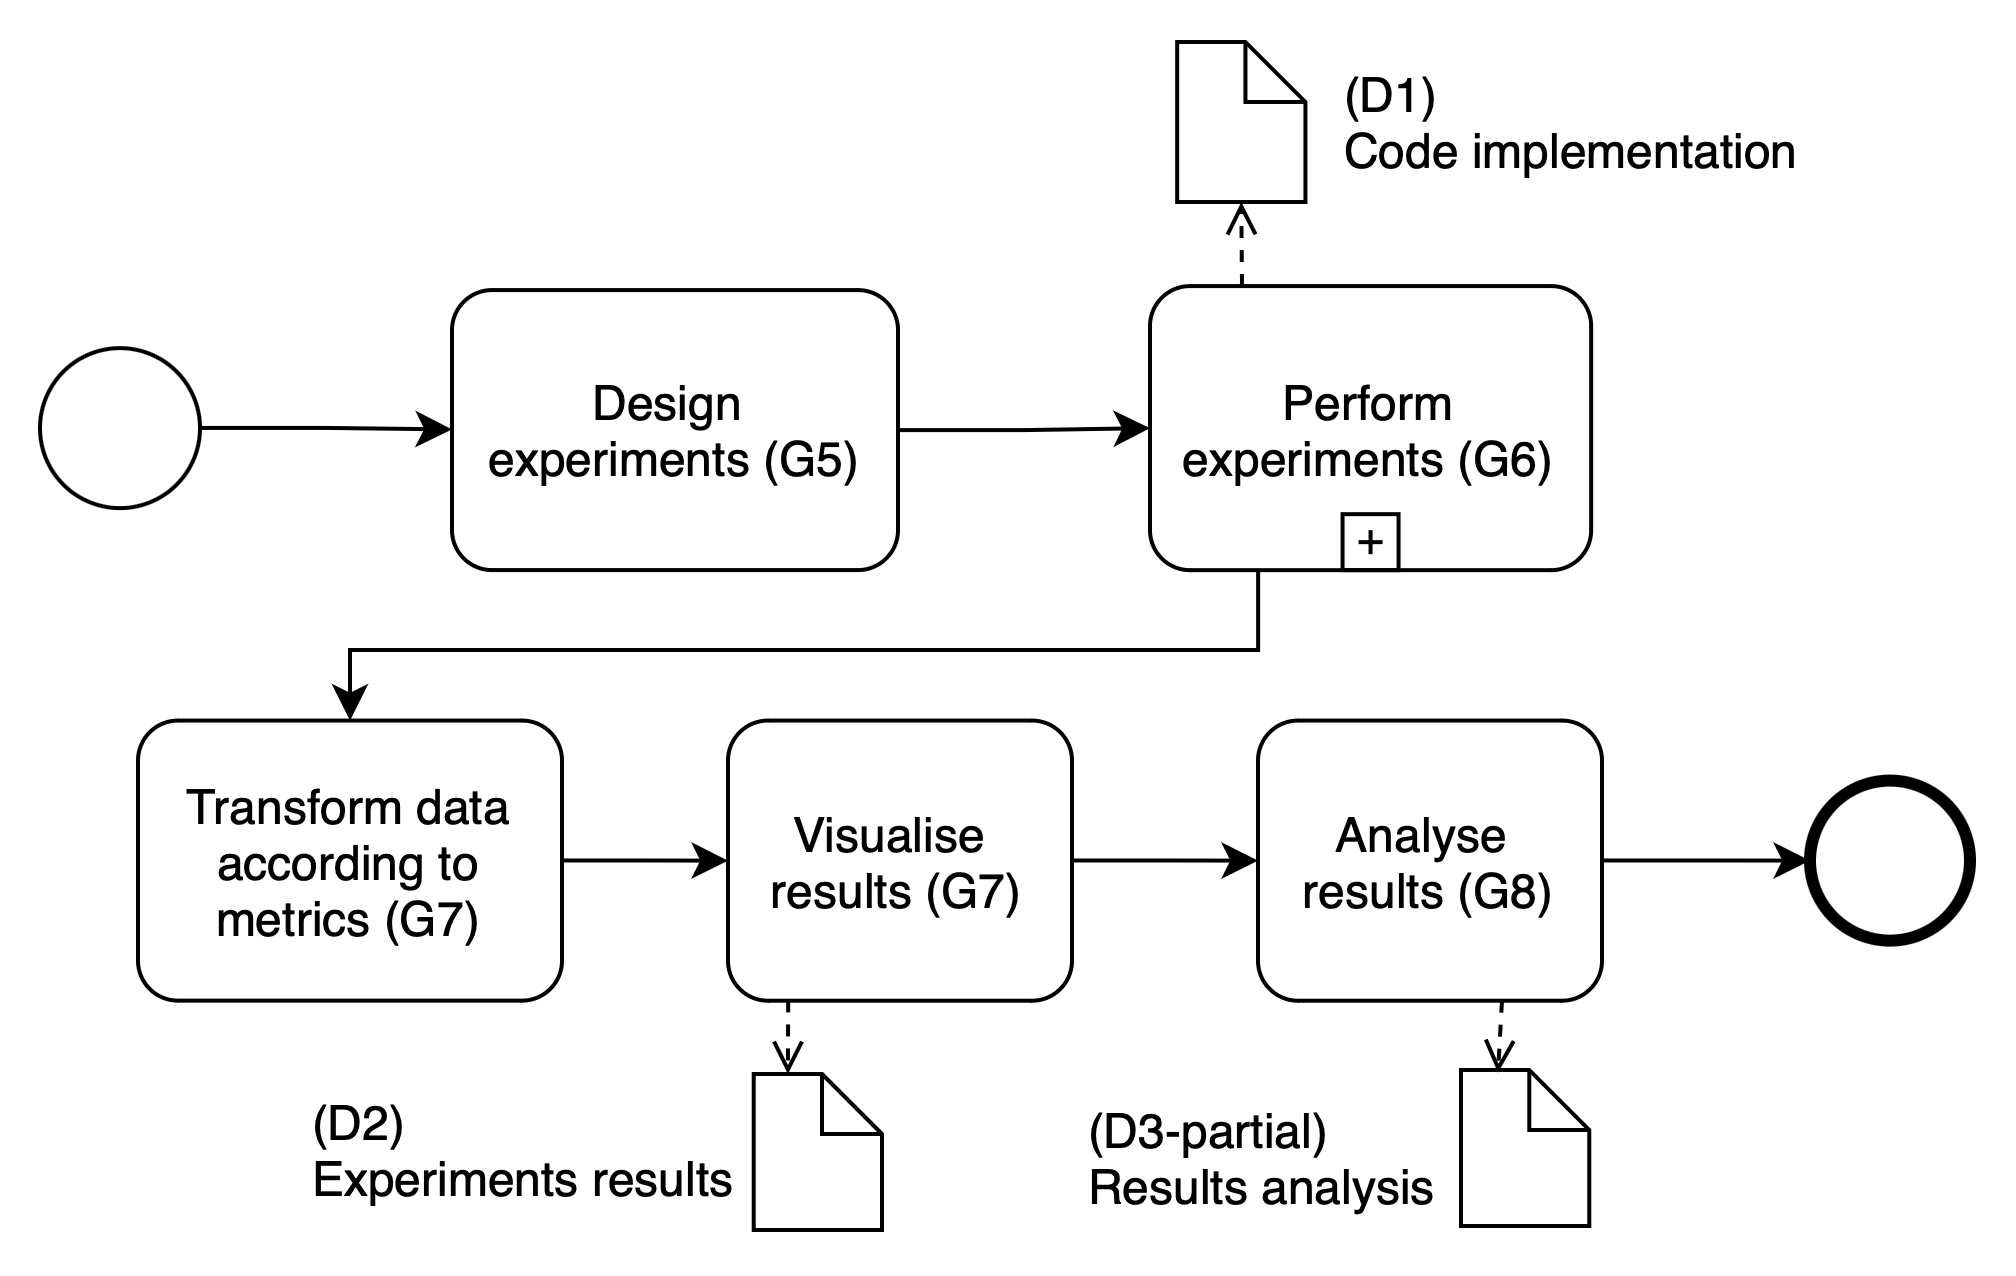 (D1)
Code implementation
Design
experiments (G5)
Perform
experiments (G6)
+
Transform data
according to
metrics (G7)
Visualise
results (G7)
Analyse
results (G8)
(D2)
Experiments results
(D3-partial)
Results analysis